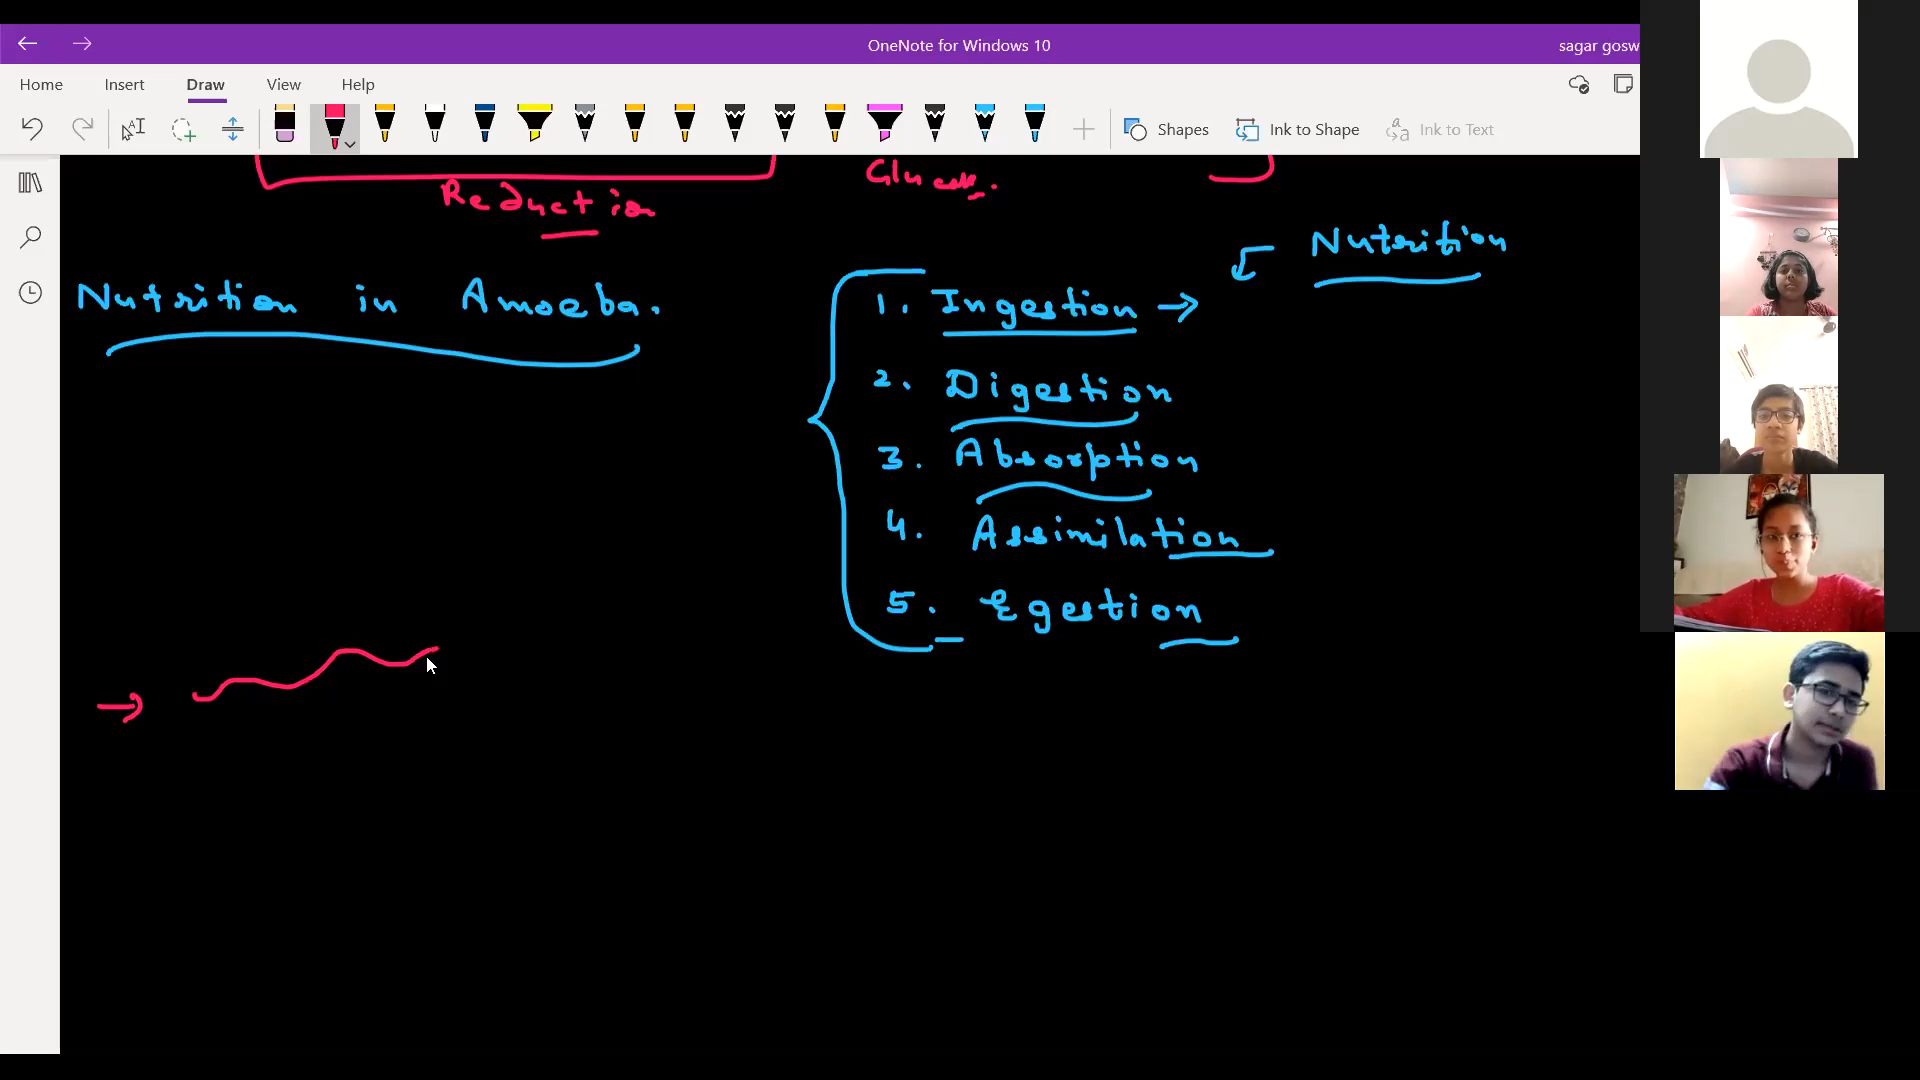 OneNote for Windows 10
sagar gosw
Home Insert Draw View Help
Shapes Ink to Shape Ink to Text
Reduction
Glucose.
Nutrition
Nutrition in Amoeba.
1. Ingestion →
2. Digestion
3. Absorption
4. Assimilation
5. Egestion